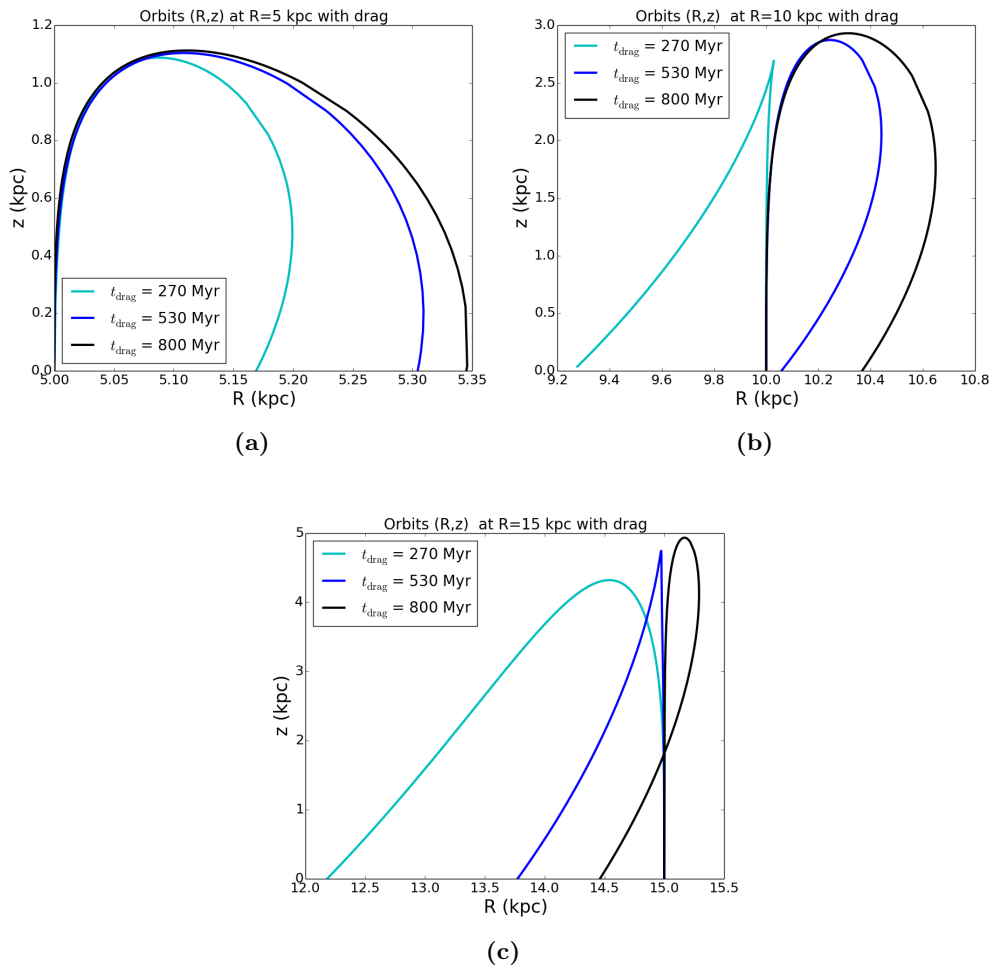 Orbits (R,z) at R=5 kpc with drag
1.2
1.0
0.8
0.6
0.4
0.2
0.0
z (kpc)
t_drag = 270 Myr
t_drag = 530 Myr
t_drag = 800 Myr
5.00 5.05 5.10 5.15 5.20 5.25 5.30 5.35
R (kpc)
(a)
Orbits (R,z) at R=10 kpc with drag
3.0
2.5
2.0
1.5
1.0
0.5
0.0
z (kpc)
t_drag = 270 Myr
t_drag = 530 Myr
t_drag = 800 Myr
9.2 9.4 9.6 9.8 10.0 10.2 10.4 10.6 10.8
R (kpc)
(b)
Orbits (R,z) at R=15 kpc with drag
5
4
3
2
1
0
z (kpc)
t_drag = 270 Myr
t_drag = 530 Myr
t_drag = 800 Myr
12.0 12.5 13.0 13.5 14.0 14.5 15.0 15.5
R (kpc)
(c)